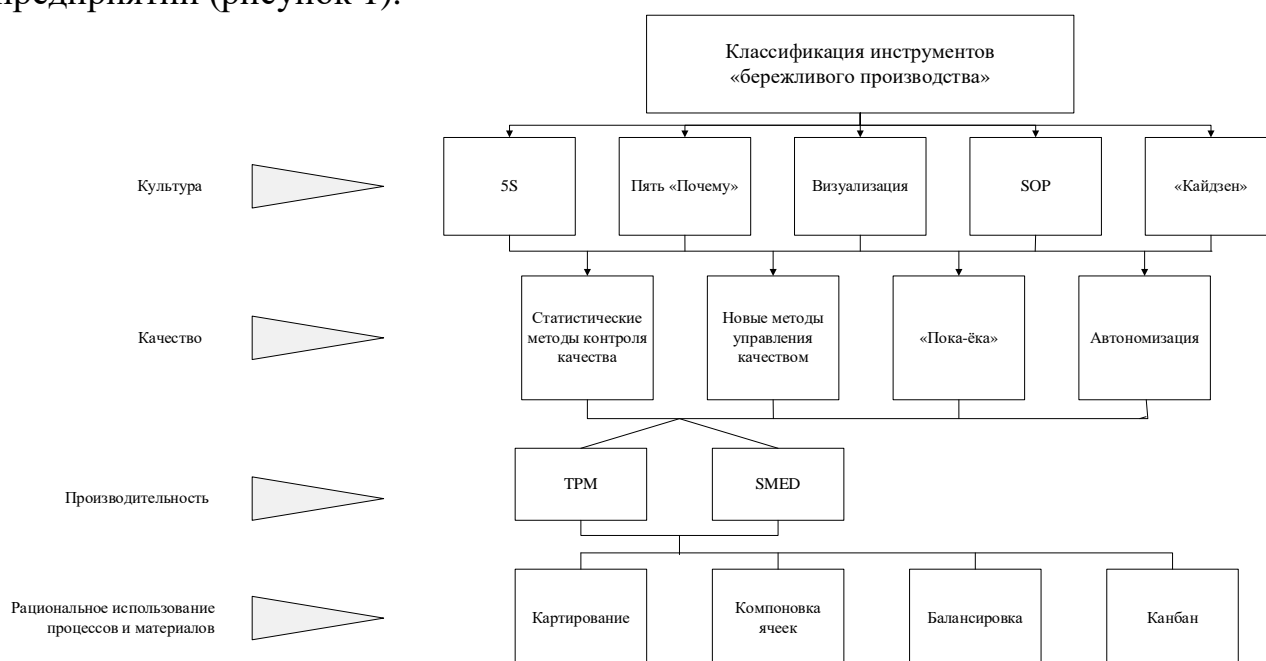 предприятии (рисунок 1).
Классификация инструментов
«бережливого производства»
Культура
5S
Пять «Почему»
Визуализация
SOP
«Кайдзен»
Качество
Статистические
методы контроля
качества
Новые методы
управления
качеством
«Пока-ёка»
Автономизация
Производительность
TPM
SMED
Рациональное использование
процессов и материалов
Картирование
Компоновка
ячеек
Балансировка
Канбан